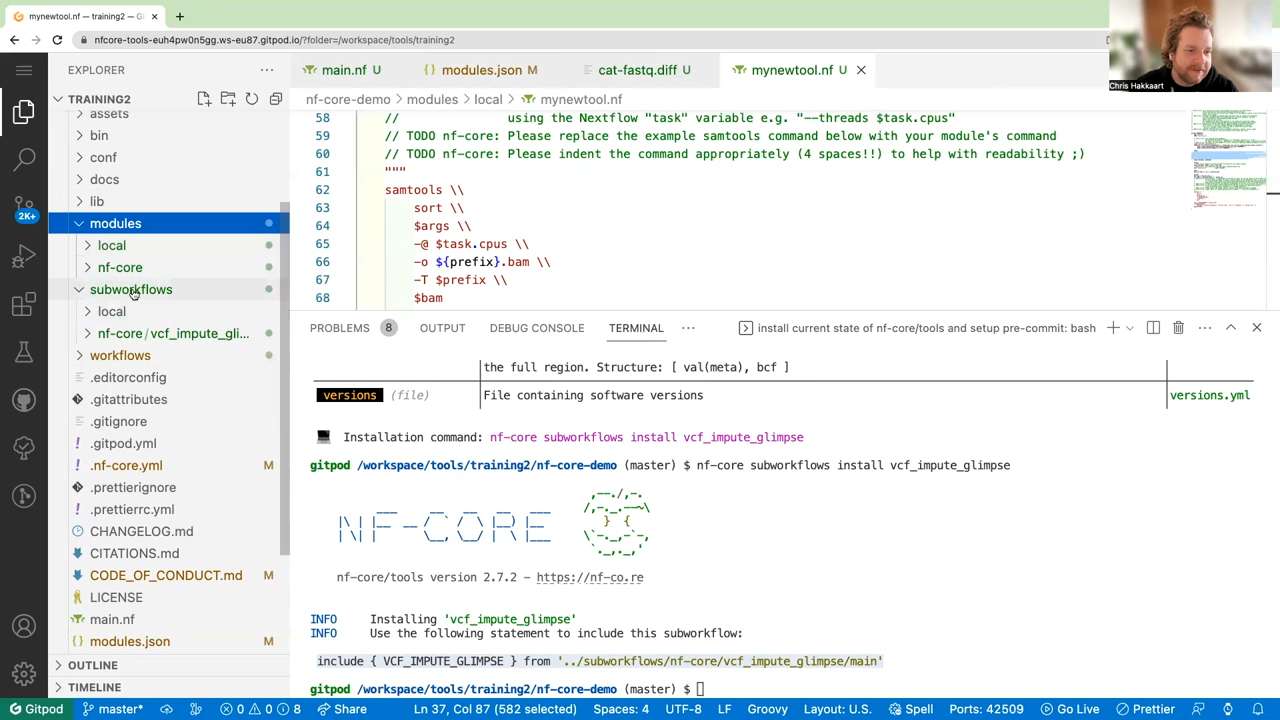 mynewtool.nf — training2 — Gi
nfcore-tools-euh4pw0n5gg.ws-eu87.gitpod.io/?folder=/workspace/tools/training2
Chris Hakkaart
EXPLORER
TRAINING2
assets
bin
conf
docs
lib
modules
local
nf-core
subworkflows
local
nf-core / vcf_impute_gli...
workflows
.editorconfig
.gitattributes
.gitignore
.gitpod.yml
.nf-core.yml M
.prettierignore
.prettierrc.yml
CHANGELOG.md
CITATIONS.md
CODE_OF_CONDUCT.md M
LICENSE
main.nf
modules.json M
OUTLINE
TIMELINE
2K+
main.nf U
modules.json M
cat-fastq.diff U
mynewtool.nf U
nf-core-demo > modules > local > mynewtool.nf
58 // using the Nextflow "task" variable e.g. "--threads $task.cpus"
59 // TODO nf-core: Please replace the example samtools command below with your module's command
60 // TODO nf-core: Please indent the command appropriately (4 spaces!!) to help with readability ;)
61 """
62 samtools \\
63 sort \\
64 $args \\
65 -@ $task.cpus \\
66 -o ${prefix}.bam \\
67 -T $prefix \\
68 $bam
PROBLEMS 8 OUTPUT DEBUG CONSOLE TERMINAL ···
install current state of nf-core/tools and setup pre-commit: bash
the full region. Structure: [ val(meta), bcf ]
versions (file) File containing software versions versions.yml
Installation command: nf-core subworkflows install vcf_impute_glimpse
gitpod /workspace/tools/training2/nf-core-demo (master) $ nf-core subworkflows install vcf_impute_glimpse
NF-CORE
nf-core/tools version 2.7.2 - https://nf-co.re
INFO Installing 'vcf_impute_glimpse'
INFO Use the following statement to include this subworkflow:
include { VCF_IMPUTE_GLIMPSE } from '../subworkflows/nf-core/vcf_impute_glimpse/main'
gitpod /workspace/tools/training2/nf-core-demo (master) $
Gitpod master* 0 0 8 Share Ln 37, Col 87 (582 selected) Spaces: 4 UTF-8 LF Groovy Layout: U.S. Spell Ports: 42509 Go Live Prettier